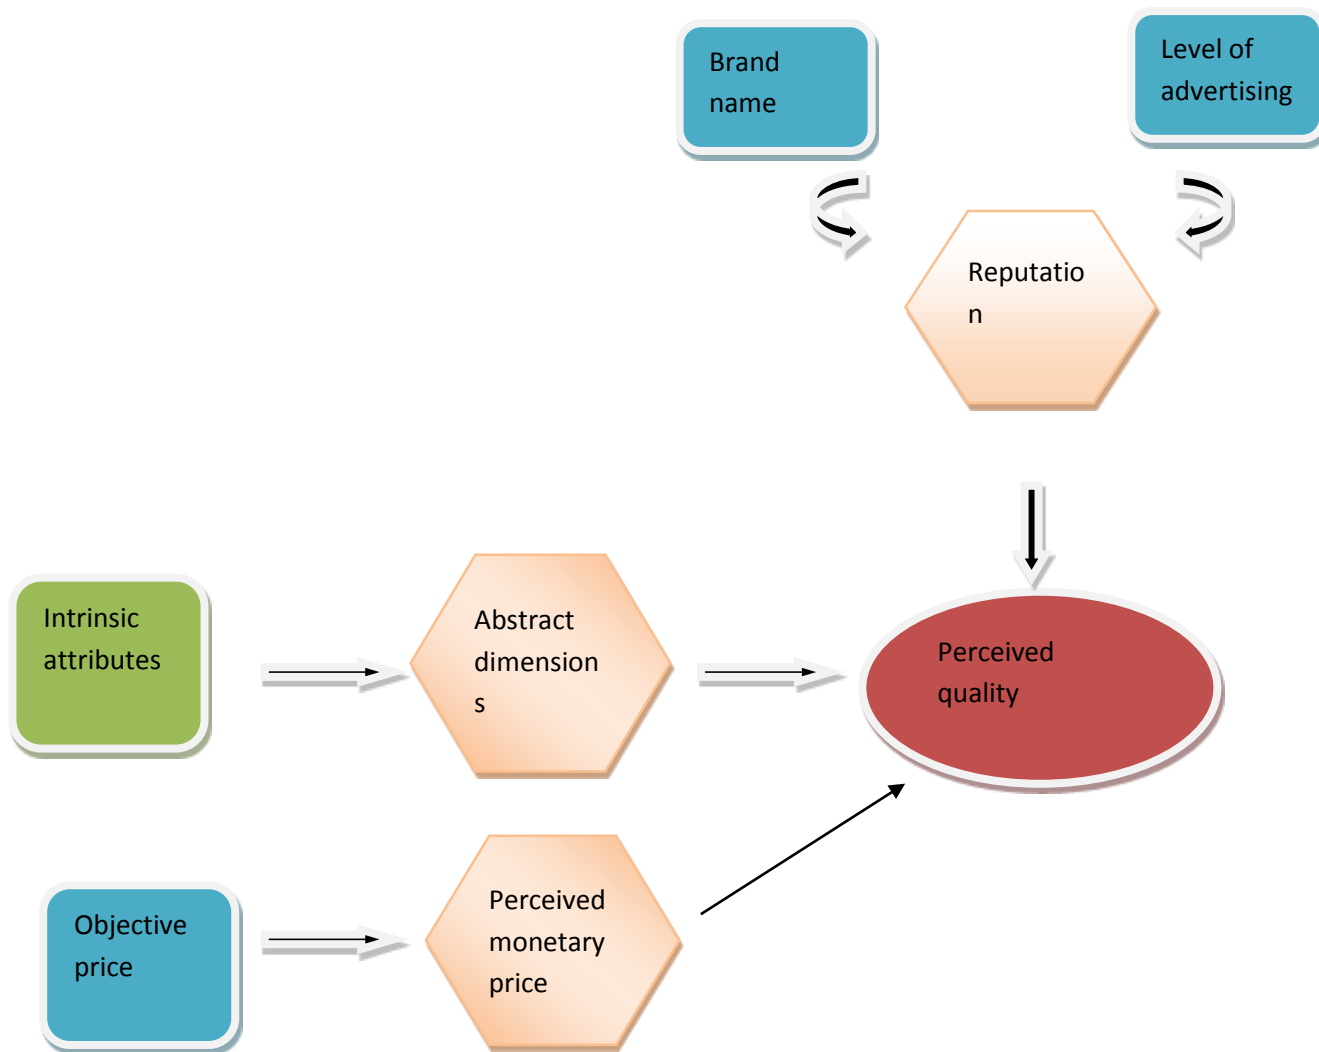 Brand
name
Level of
advertising
Reputatio
n
Intrinsic
attributes
Abstract
dimension
s
Perceived
quality
Objective
price
Perceived
monetary
price